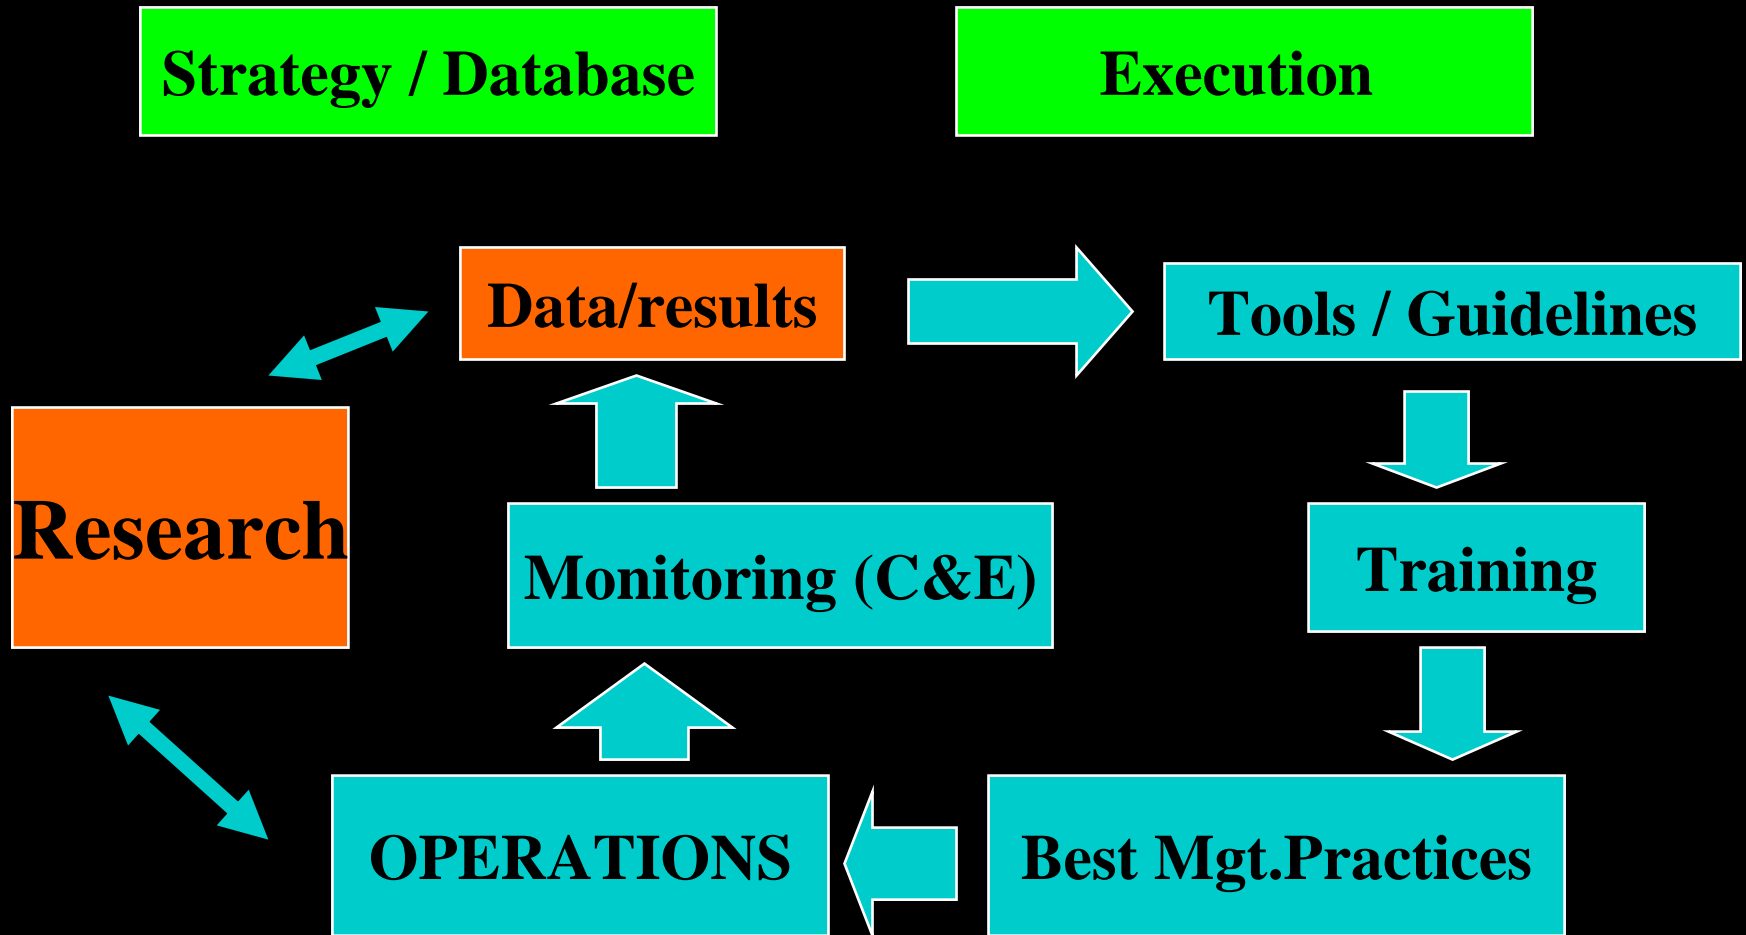 Strategy / Database
Execution
Data/results
Tools / Guidelines
Research
Monitoring (C&E)
Training
OPERATIONS
Best Mgt.Practices